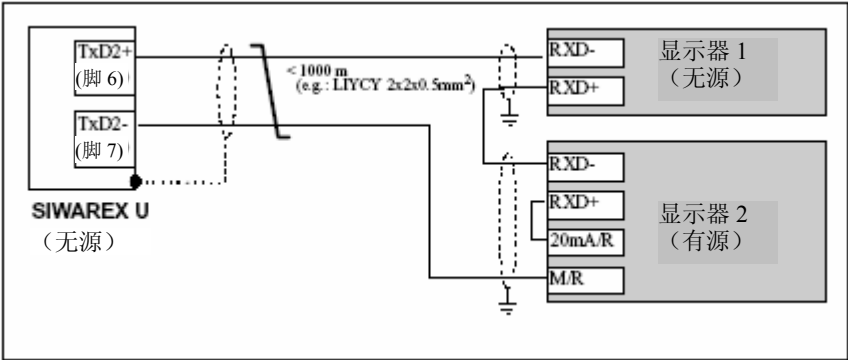 TxD2+
(脚 6)
TxD2-
(脚 7)
SIWAREX U
（无源）
< 1000 m
(e.g.: LIYCY 2x2x0.5mm²)
RXD-
RXD+
显示器 1
（无源）
RXD-
RXD+
20mA/R
M/R
显示器 2
（有源）